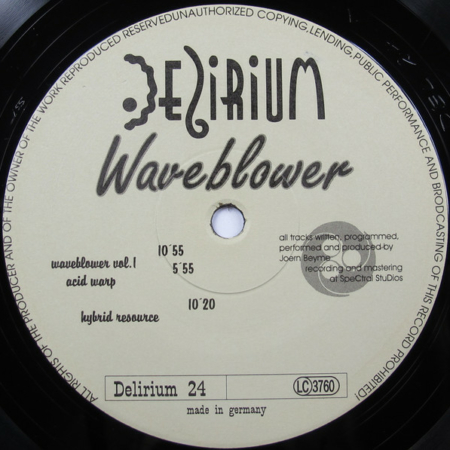 ALL RIGHTS OF THE PRODUCER AND OF THE OWNER OF THE WORK REPRODUCED RESERVED UNAUTHORIZED COPYING, LENDING, PUBLIC PERFORMANCE AND BRODCASTING OF THIS RECORD PROHIBITED!
DELIRIUM
Waveblower
10´55
waveblower vol.1
5´55
acid warp
10´20
hybrid resource
all tracks written, programmed,
performed and produced by
Joern Beyme
recording and mastering
at SpeCtral StuDios
Delirium 24
LC 3760
made in germany